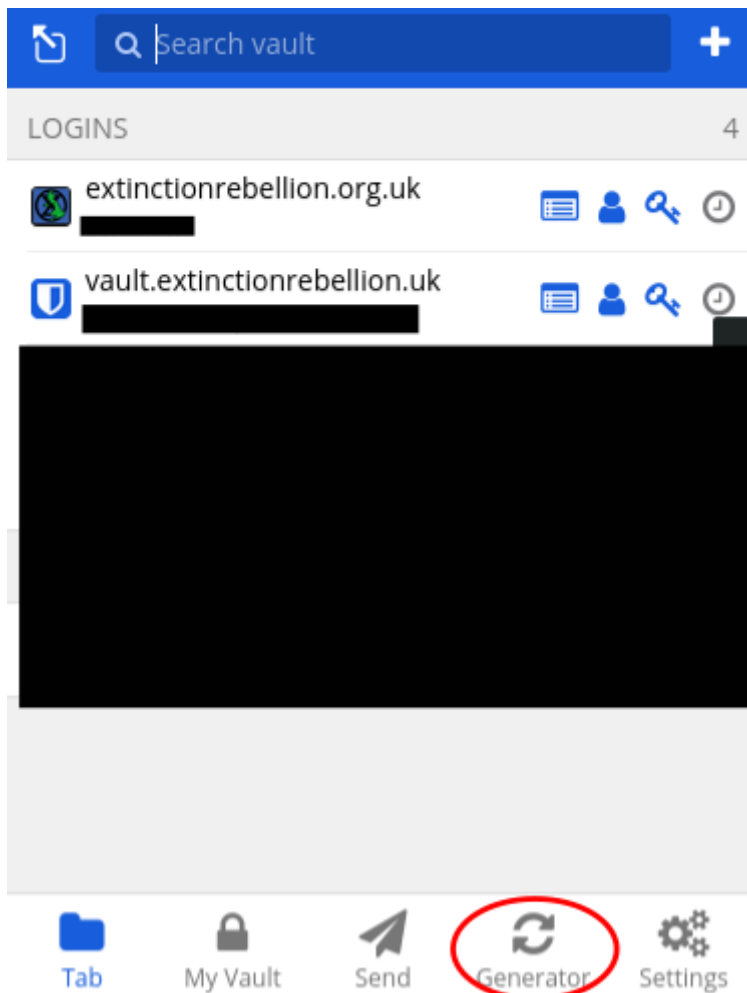 Search vault
LOGINS 4
extinctionrebellion.org.uk
vault.extinctionrebellion.uk
Tab My Vault Send Generator Settings